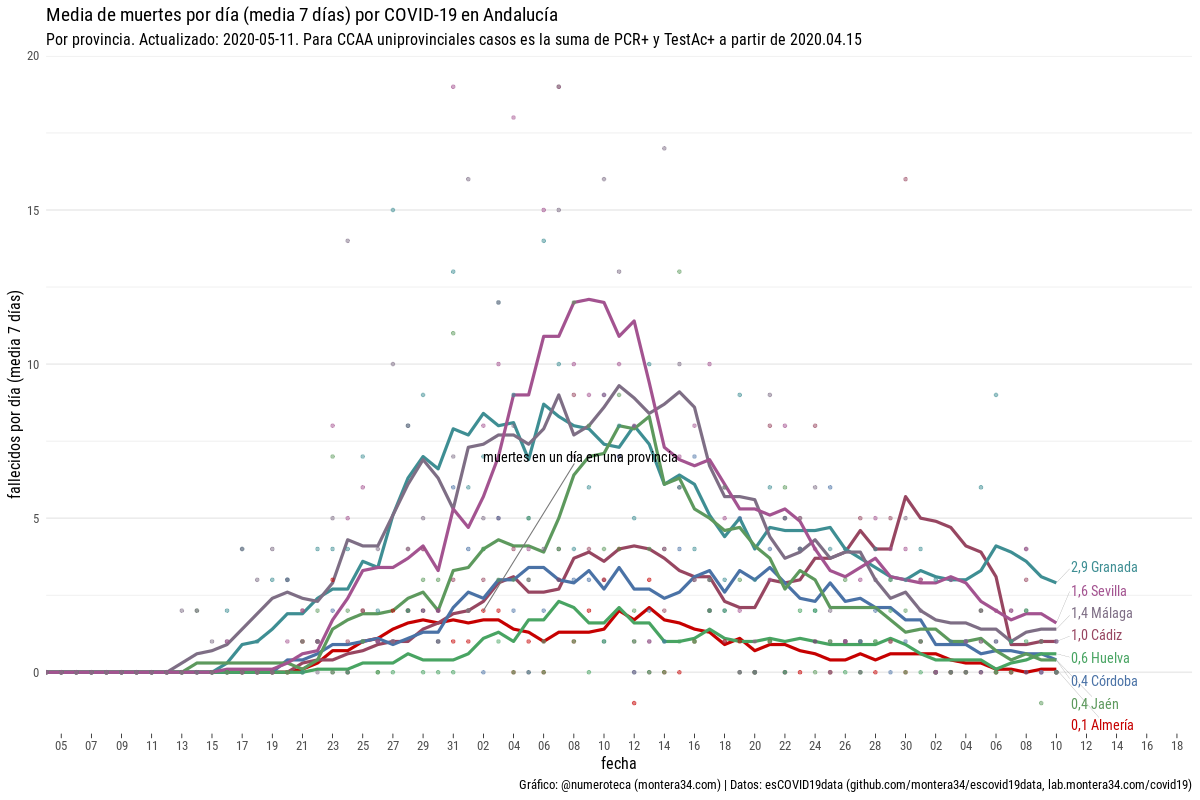 Media de muertes por día (media 7 días) por COVID-19 en Andalucía
Por provincia. Actualizado: 2020-05-11. Para CCAA uniprovinciales casos es la suma de PCR+ y TestAc+ a partir de 2020.04.15
fallecidos por día (media 7 días)
20
15
10
5
0
muertes en un día en una provincia
2,9 Granada
1,6 Sevilla
1,4 Málaga
1,0 Cádiz
0,6 Huelva
0,4 Córdoba
0,4 Jaén
0,1 Almería
05 07 09 11 13 15 17 19 21 23 25 27 29 31 02 04 06 08 10 12 14 16 18 20 22 24 26 28 30 02 04 06 08 10 12 14 16 18
fecha
Gráfico: @numeroteca (montera34.com) | Datos: esCOVID19data (github.com/montera34/escovid19data, lab.montera34.com/covid19)